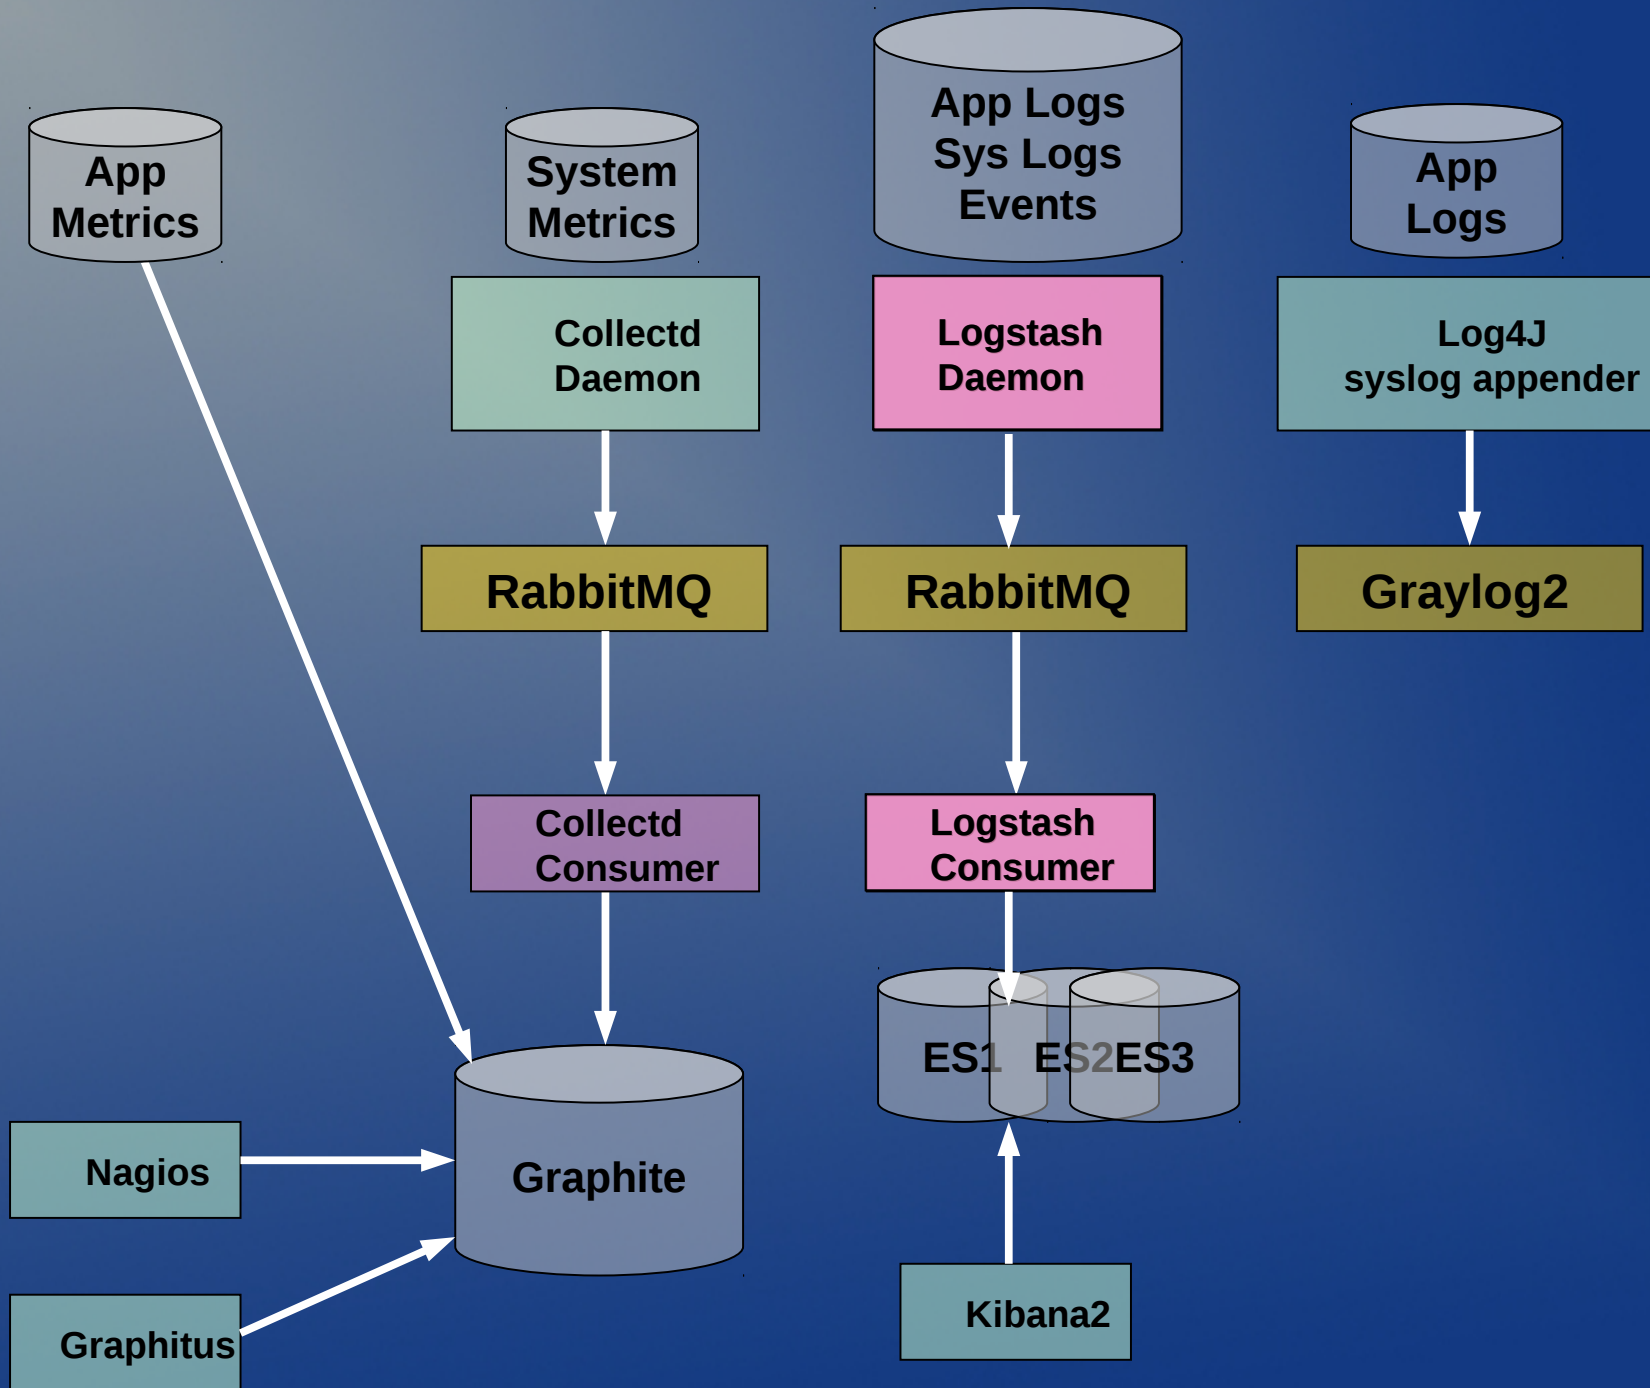 App
Metrics
System
Metrics
App Logs
Sys Logs
Events
App
Logs
Collectd
Daemon
Logstash
Daemon
Log4J
syslog appender
RabbitMQ
RabbitMQ
Graylog2
Collectd
Consumer
Logstash
Consumer
ES1
ES2
ES3
Nagios
Graphite
Graphitus
Kibana2